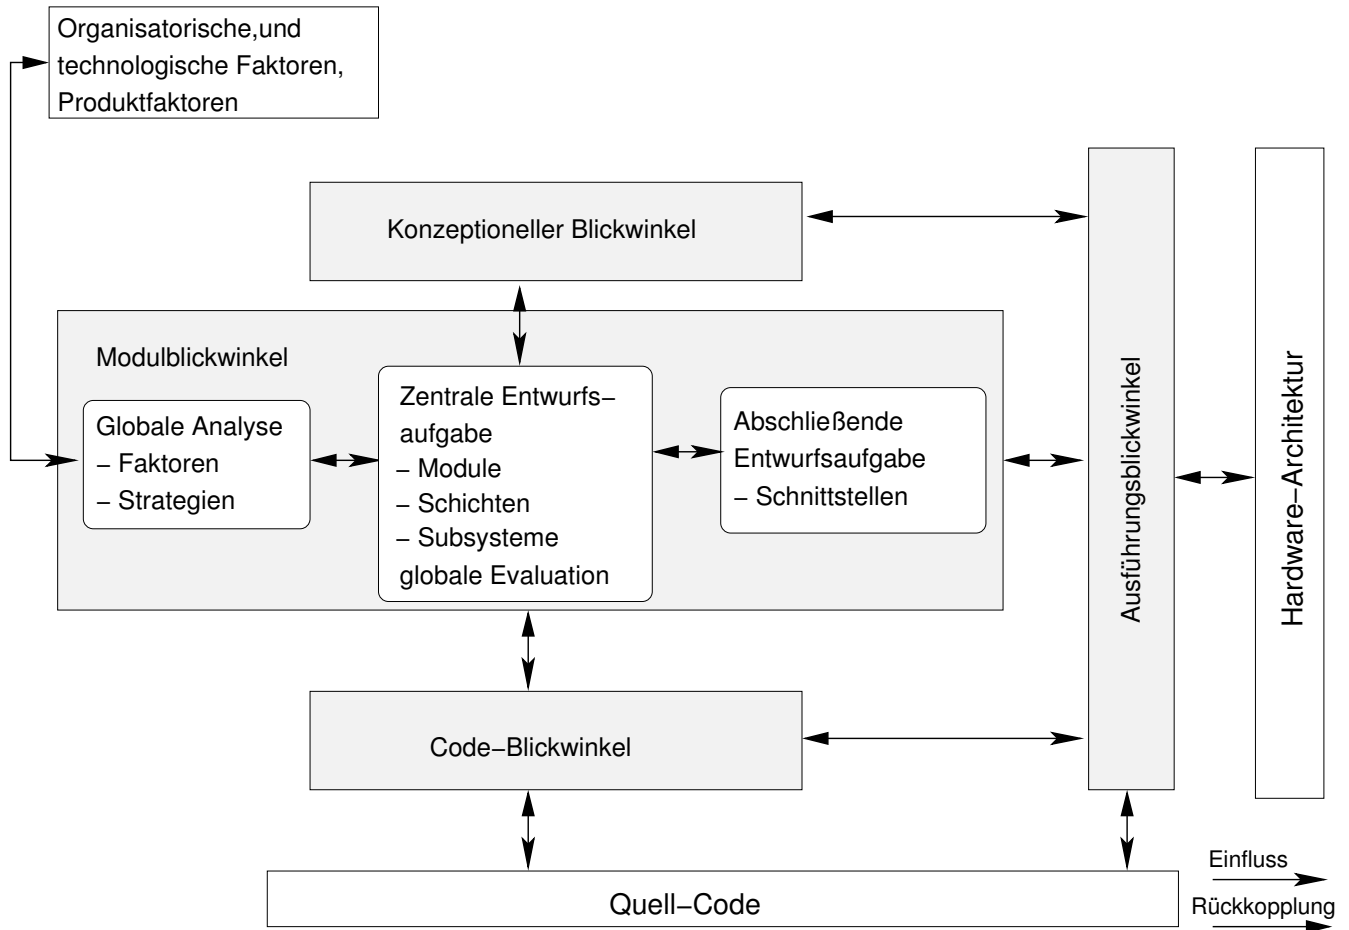 Organisatorische,und
technologische Faktoren,
Produktfaktoren
Konzeptioneller Blickwinkel
Modulblickwinkel
Globale Analyse
– Faktoren
– Strategien
Zentrale Entwurfs–
aufgabe
– Module
– Schichten
– Subsysteme
globale Evaluation
Abschließende
Entwurfsaufgabe
– Schnittstellen
Ausführungsblickwinkel
Hardware–Architektur
Code–Blickwinkel
Quell–Code
Einfluss
Rückkopplung